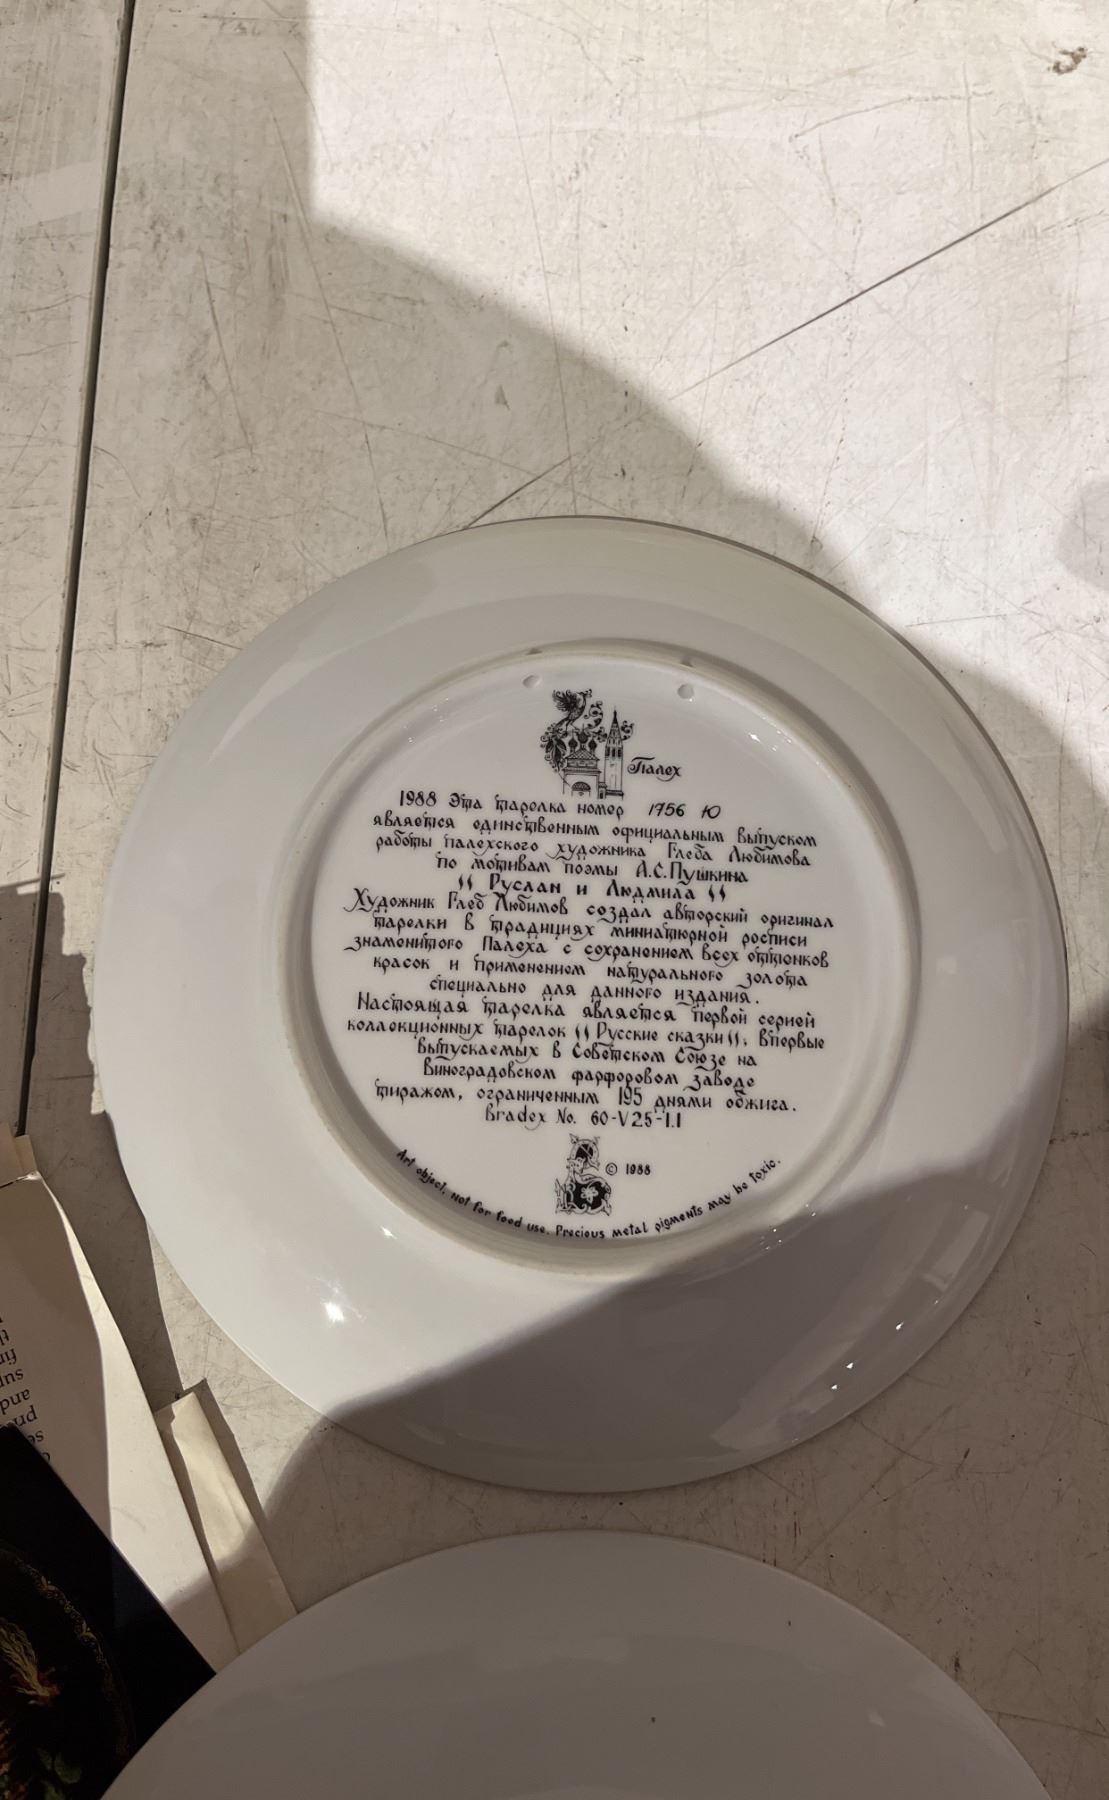 Палех
1988 Эта тарелка номер 1756 Ю
является единственным официальным выпуском
работы палехского художника Глеба Любимова
по мотивам поэмы А.С.Пушкина
" Руслан и Людмила "
Художник Глеб Любимов создал авторский оригинал
тарелки в традициях миниатюрной росписи
знаменитого Палеха с сохранением всех оттенков
красок и применением натурального золота
специально для данного издания.
Настоящая тарелка является первой серией
коллекционных тарелок "Русские сказки", впервые
выпускаемых в Советском Союзе на
Виноградовском фарфоровом заводе
тиражом, ограниченным 195 днями обжига.
Bradex No. 60-V25-1.1
© 1988
Art object, not for food use. Precious metal pigments may be toxic.
sup
and